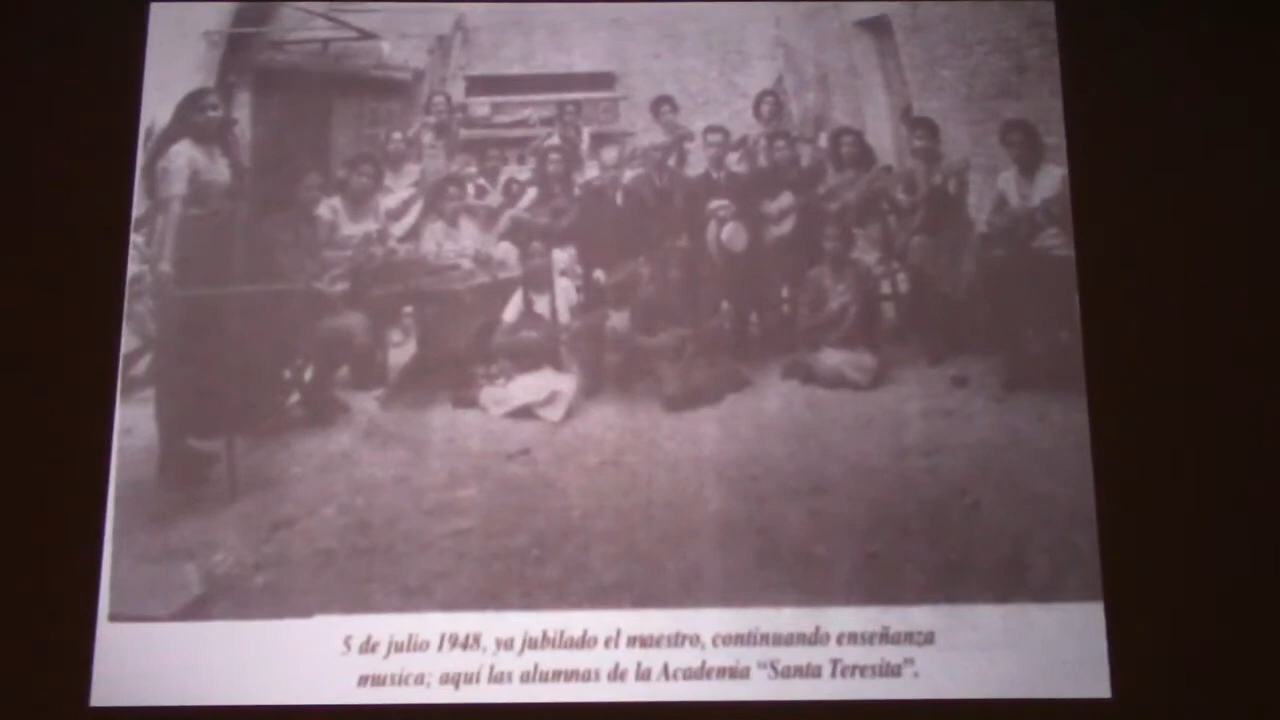 5 de julio 1948, ya jubilado el maestro, continuando enseñanza
musica; aquí las alumnas de la Academia “Santa Teresita”.